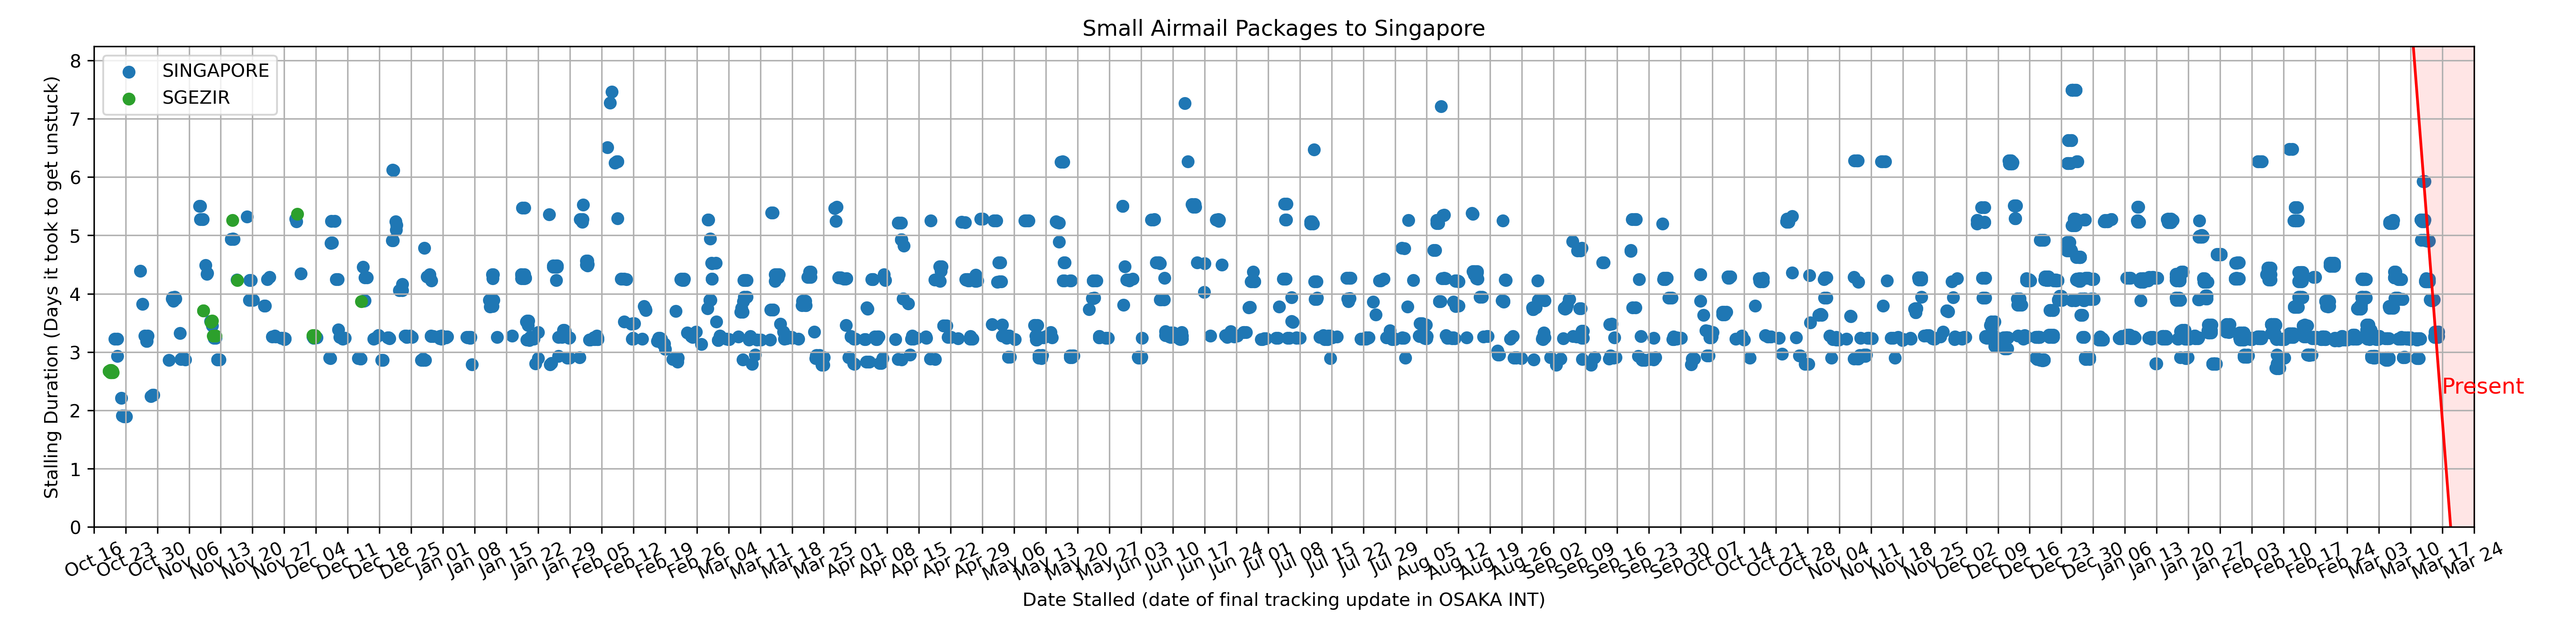 Small Airmail Packages to Singapore
Stalling Duration (Days it took to get unstuck)
8
7
6
5
4
3
2
1
0
SINGAPORE
SGEZIR
Present
Oct 16
Oct 23
Oct 30
Nov 06
Nov 13
Nov 20
Nov 27
Dec 04
Dec 11
Dec 18
Dec 25
Jan 01
Jan 08
Jan 15
Jan 22
Jan 29
Feb 05
Feb 12
Feb 19
Feb 26
Mar 04
Mar 11
Mar 18
Mar 25
Apr 01
Apr 08
Apr 15
Apr 22
Apr 29
May 06
May 13
May 20
May 27
Jun 03
Jun 10
Jun 17
Jun 24
Jul 01
Jul 08
Jul 15
Jul 22
Jul 29
Aug 05
Aug 12
Aug 19
Aug 26
Sep 02
Sep 09
Sep 16
Sep 23
Sep 30
Oct 07
Oct 14
Oct 21
Oct 28
Nov 04
Nov 11
Nov 18
Nov 25
Dec 02
Dec 09
Dec 16
Dec 23
Dec 30
Jan 06
Jan 13
Jan 20
Jan 27
Feb 03
Feb 10
Feb 17
Feb 24
Mar 03
Mar 10
Mar 17
Mar 24
Date Stalled (date of final tracking update in OSAKA INT)